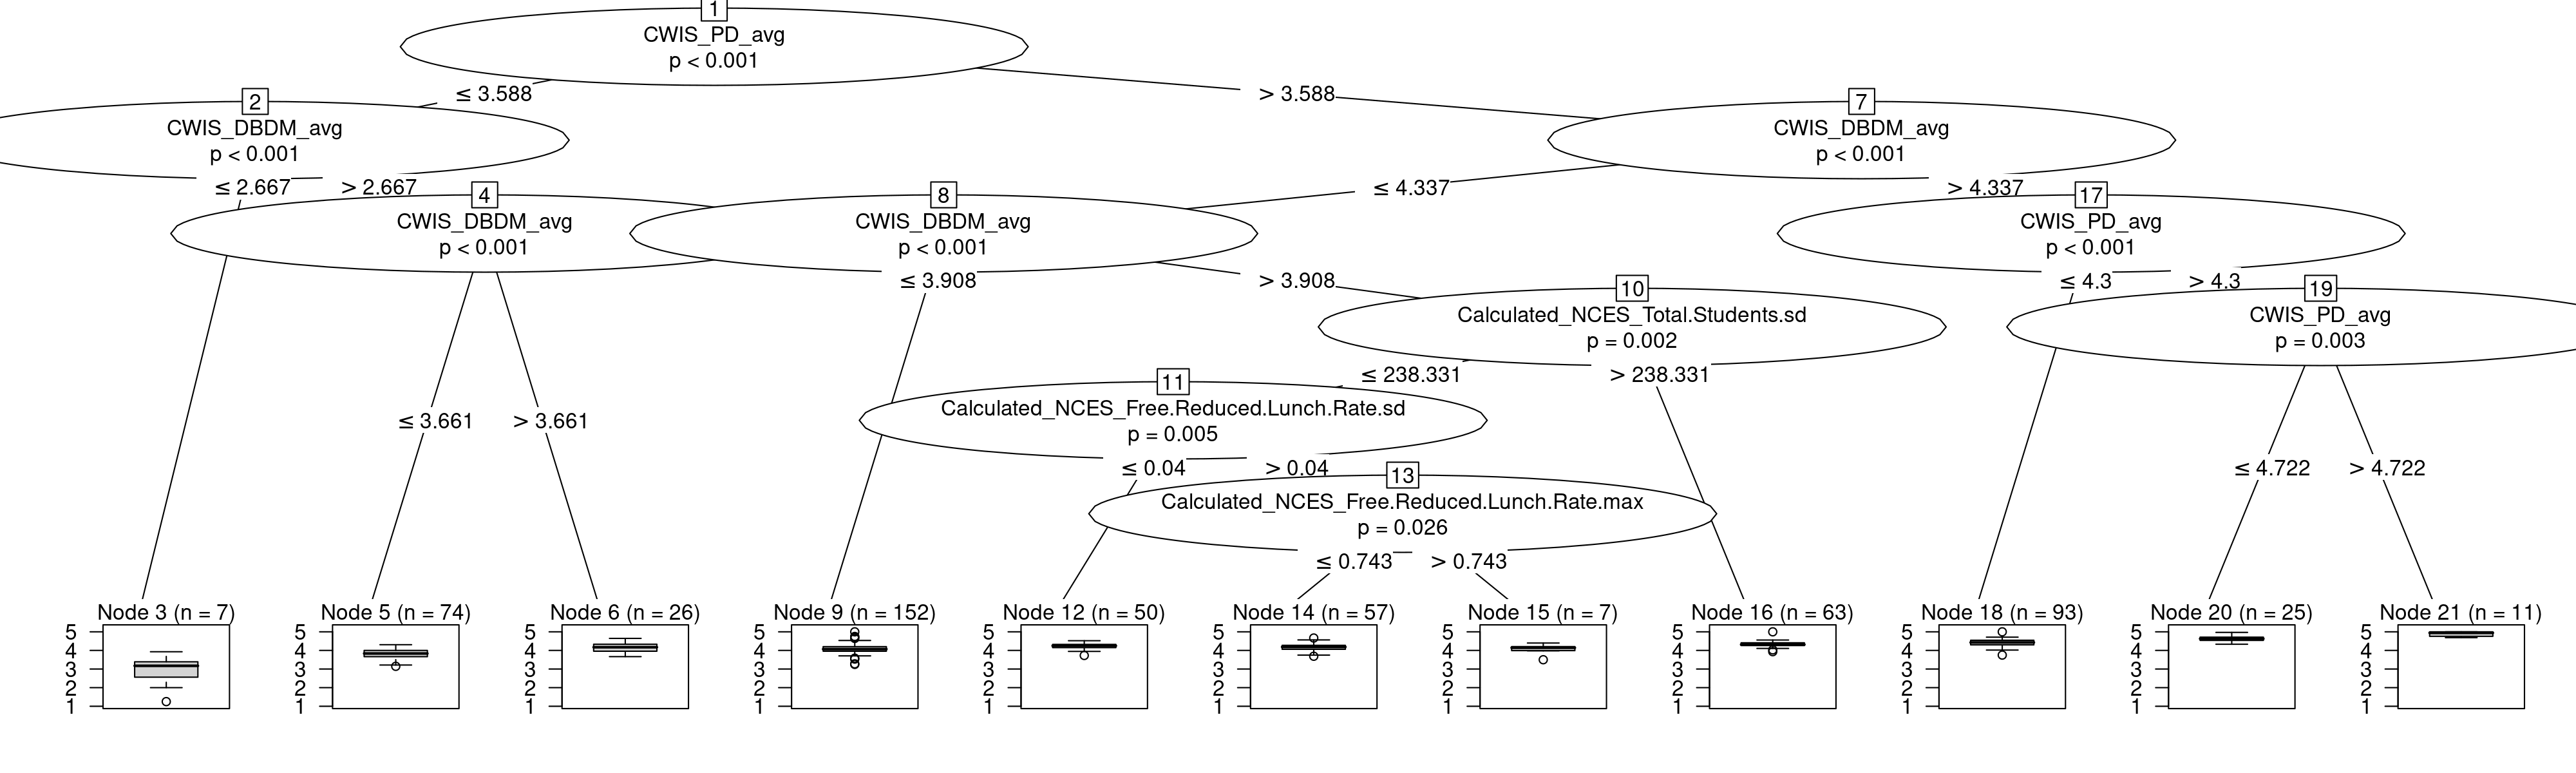 1
CWIS_PD_avg
p < 0.001
≤ 3.588
> 3.588
2
CWIS_DBDM_avg
p < 0.001
7
CWIS_DBDM_avg
p < 0.001
≤ 2.667
> 2.667
≤ 4.337
> 4.337
4
CWIS_DBDM_avg
p < 0.001
8
CWIS_DBDM_avg
p < 0.001
17
CWIS_PD_avg
p < 0.001
≤ 3.908
> 3.908
≤ 4.3
> 4.3
10
Calculated_NCES_Total.Students.sd
p = 0.002
19
CWIS_PD_avg
p = 0.003
≤ 238.331
> 238.331
11
Calculated_NCES_Free.Reduced.Lunch.Rate.sd
p = 0.005
≤ 3.661
> 3.661
≤ 0.04
> 0.04
≤ 4.722
> 4.722
13
Calculated_NCES_Free.Reduced.Lunch.Rate.max
p = 0.026
≤ 0.743
> 0.743
Node 3 (n = 7)
5
4
3
2
1
Node 5 (n = 74)
5
4
3
2
1
Node 6 (n = 26)
5
4
3
2
1
Node 9 (n = 152)
5
4
3
2
1
Node 12 (n = 50)
5
4
3
2
1
Node 14 (n = 57)
5
4
3
2
1
Node 15 (n = 7)
5
4
3
2
1
Node 16 (n = 63)
5
4
3
2
1
Node 18 (n = 93)
5
4
3
2
1
Node 20 (n = 25)
5
4
3
2
1
Node 21 (n = 11)
5
4
3
2
1